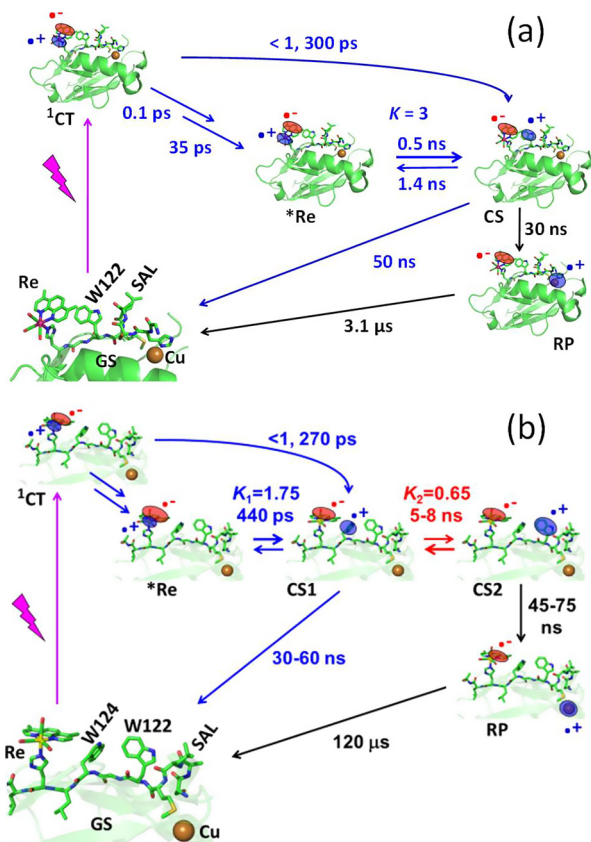 (a)
•-
•+
< 1, 300 ps
¹CT
0.1 ps
35 ps
•-
•+
K = 3
0.5 ns
1.4 ns
*Re
•- •+
CS
30 ns
50 ns
•-
•+
RP
3.1 µs
Re
W122
SAL
GS
Cu
(b)
•-
•+
<1, 270 ps
¹CT
•-
•+
*Re
K₁=1.75
440 ps
•-
•+
CS1
K₂=0.65
5-8 ns
•-
•+
CS2
45-75
ns
30-60 ns
•-
RP
•+
120 µs
Re
W124
W122
SAL
GS
Cu